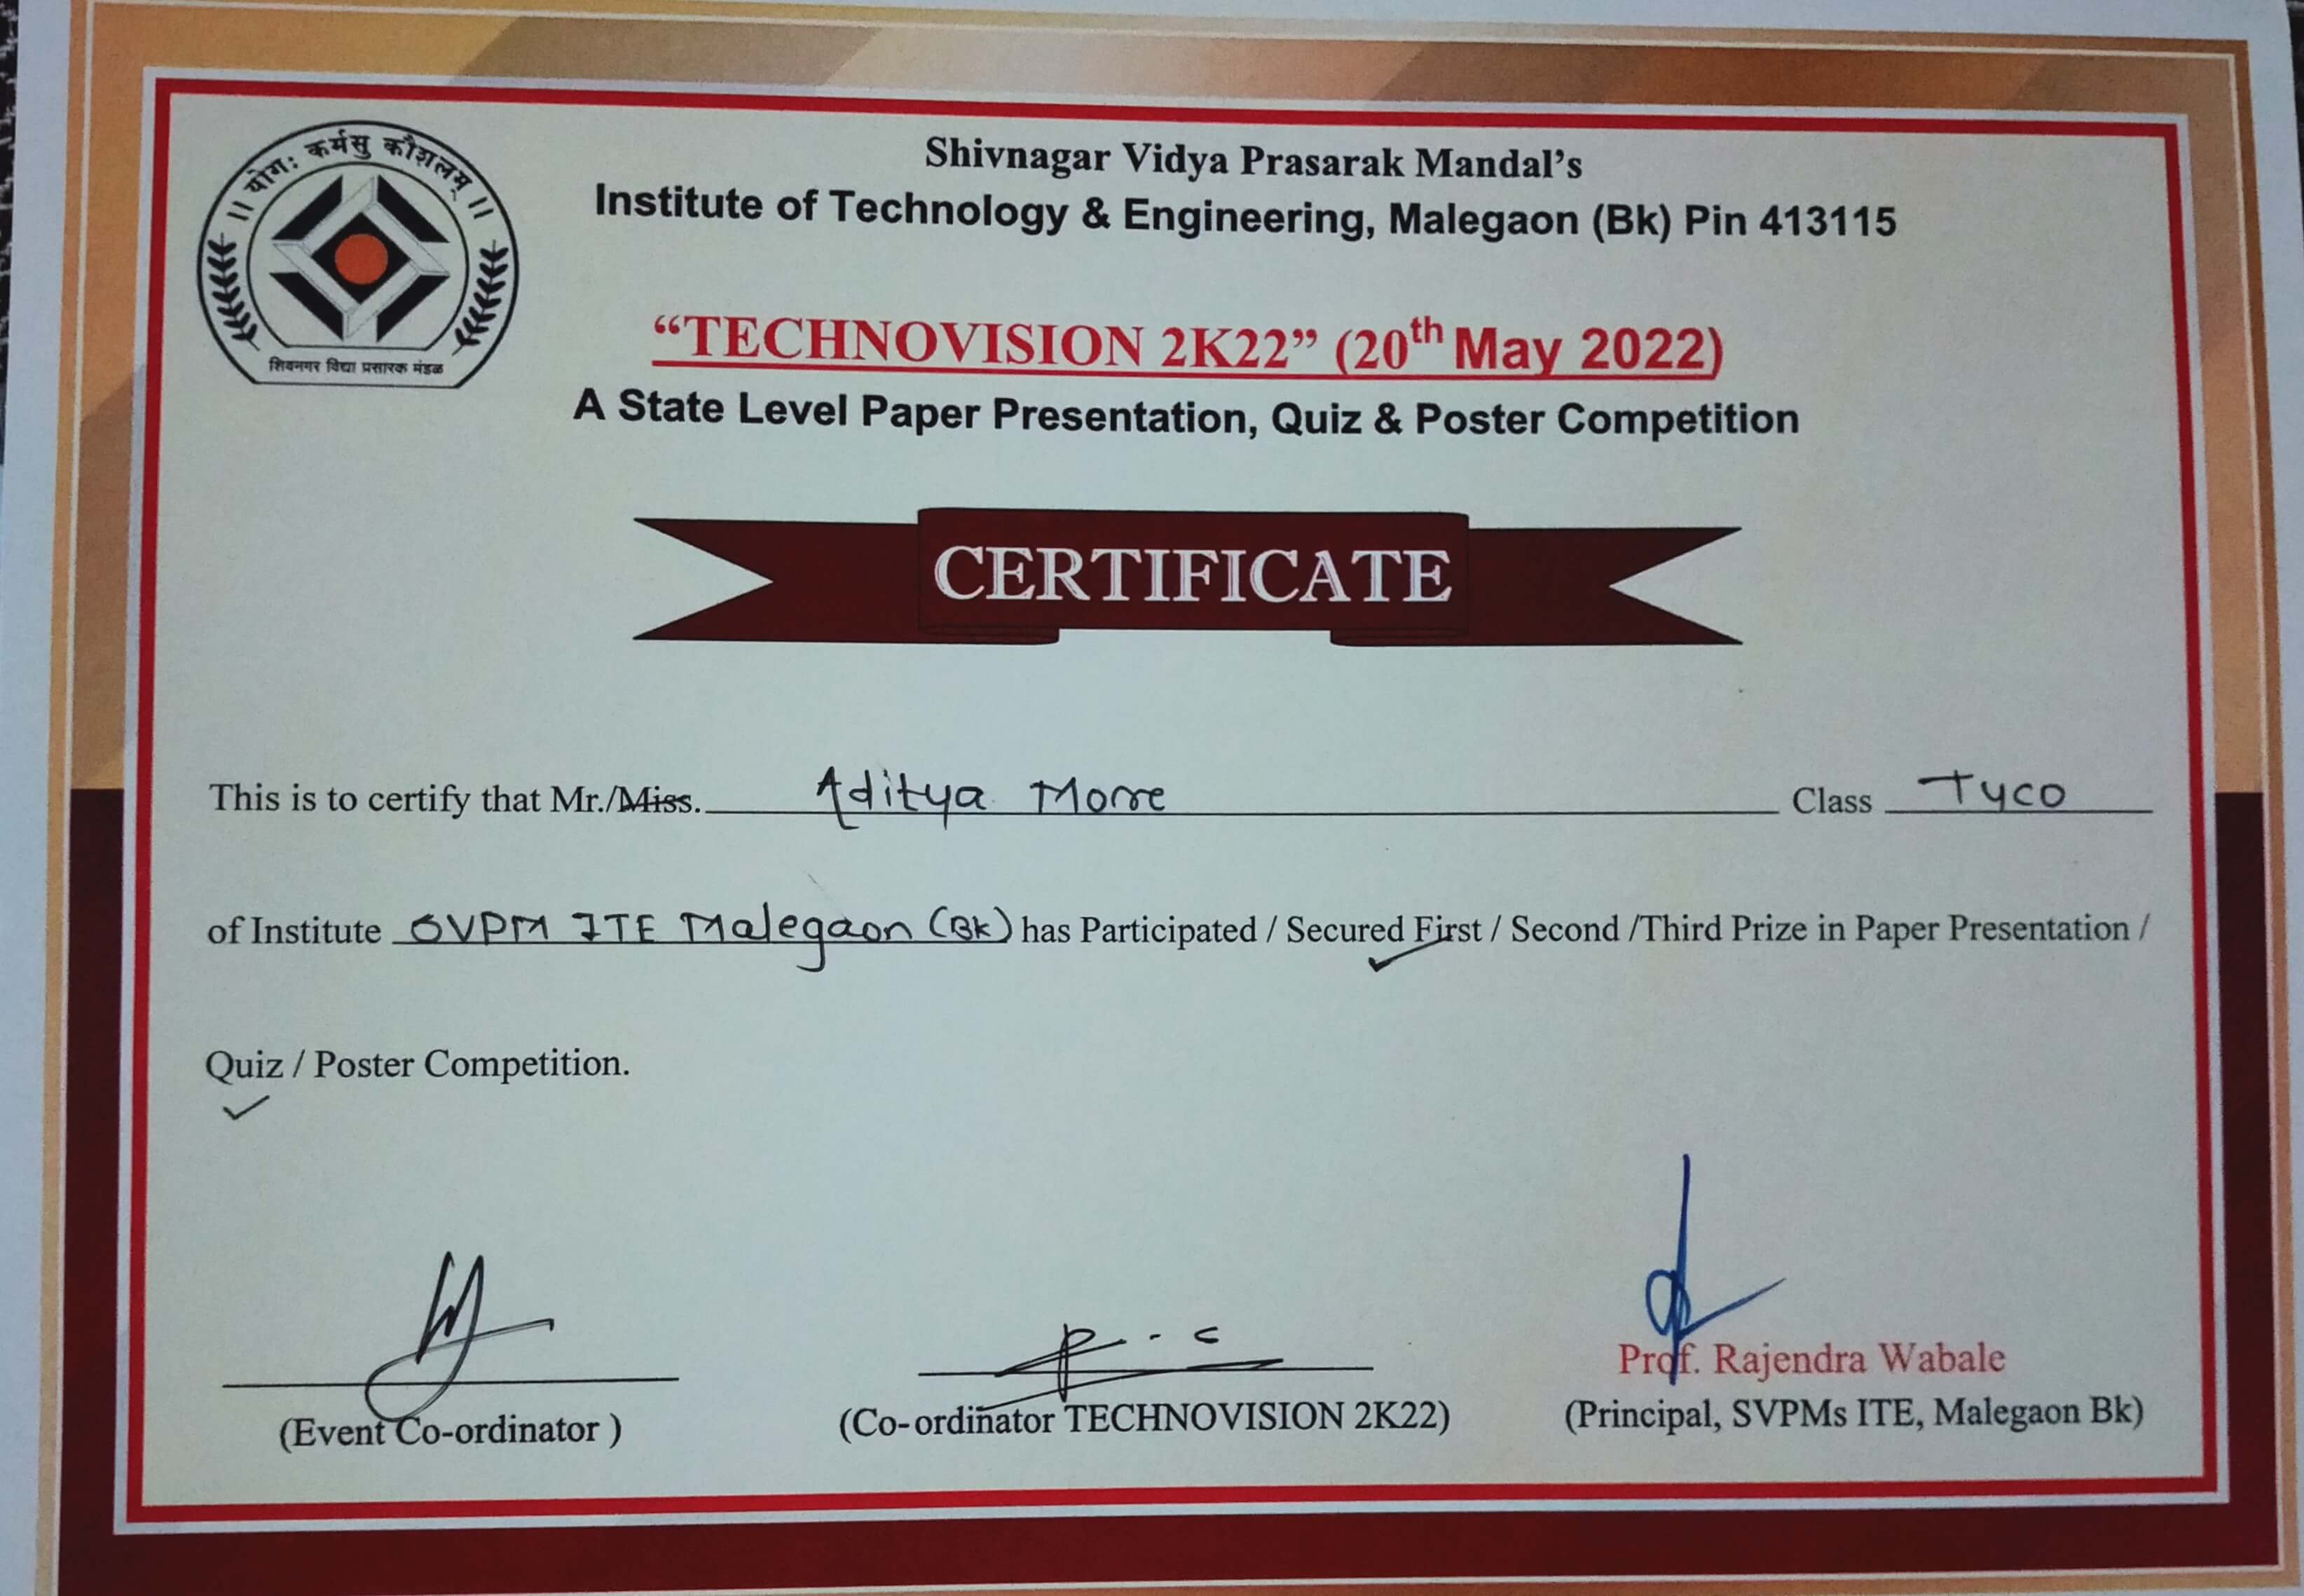 ।। योगः कर्मसु कौशलम् ।।
शिवनगर विद्या प्रसारक मंडळ
Shivnagar Vidya Prasarak Mandal’s
Institute of Technology & Engineering, Malegaon (Bk) Pin 413115
“TECHNOVISION 2K22” (20th May 2022)
A State Level Paper Presentation, Quiz & Poster Competition
CERTIFICATE
This is to certify that Mr./Miss. Aditya More Class Tyco
of Institute SVPM ITE Malegaon (Bk) has Participated / Secured First / Second /Third Prize in Paper Presentation /
Quiz / Poster Competition.
Prof. Rajendra Wabale
(Event Co-ordinator ) (Co-ordinator TECHNOVISION 2K22) (Principal, SVPMs ITE, Malegaon Bk)